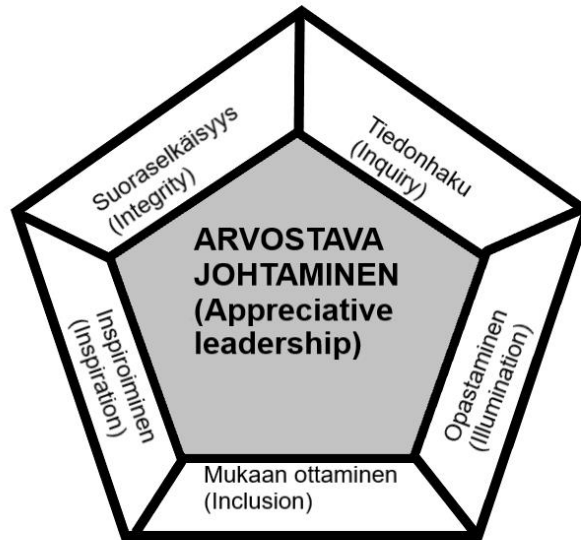 Suoraselkäisyys
(Integrity)
Tiedonhaku
(Inquiry)
ARVOSTAVA
JOHTAMINEN
(Appreciative
leadership)
Inspiroiminen
(Inspiration)
Opastaminen
(Illumination)
Mukaan ottaminen
(Inclusion)